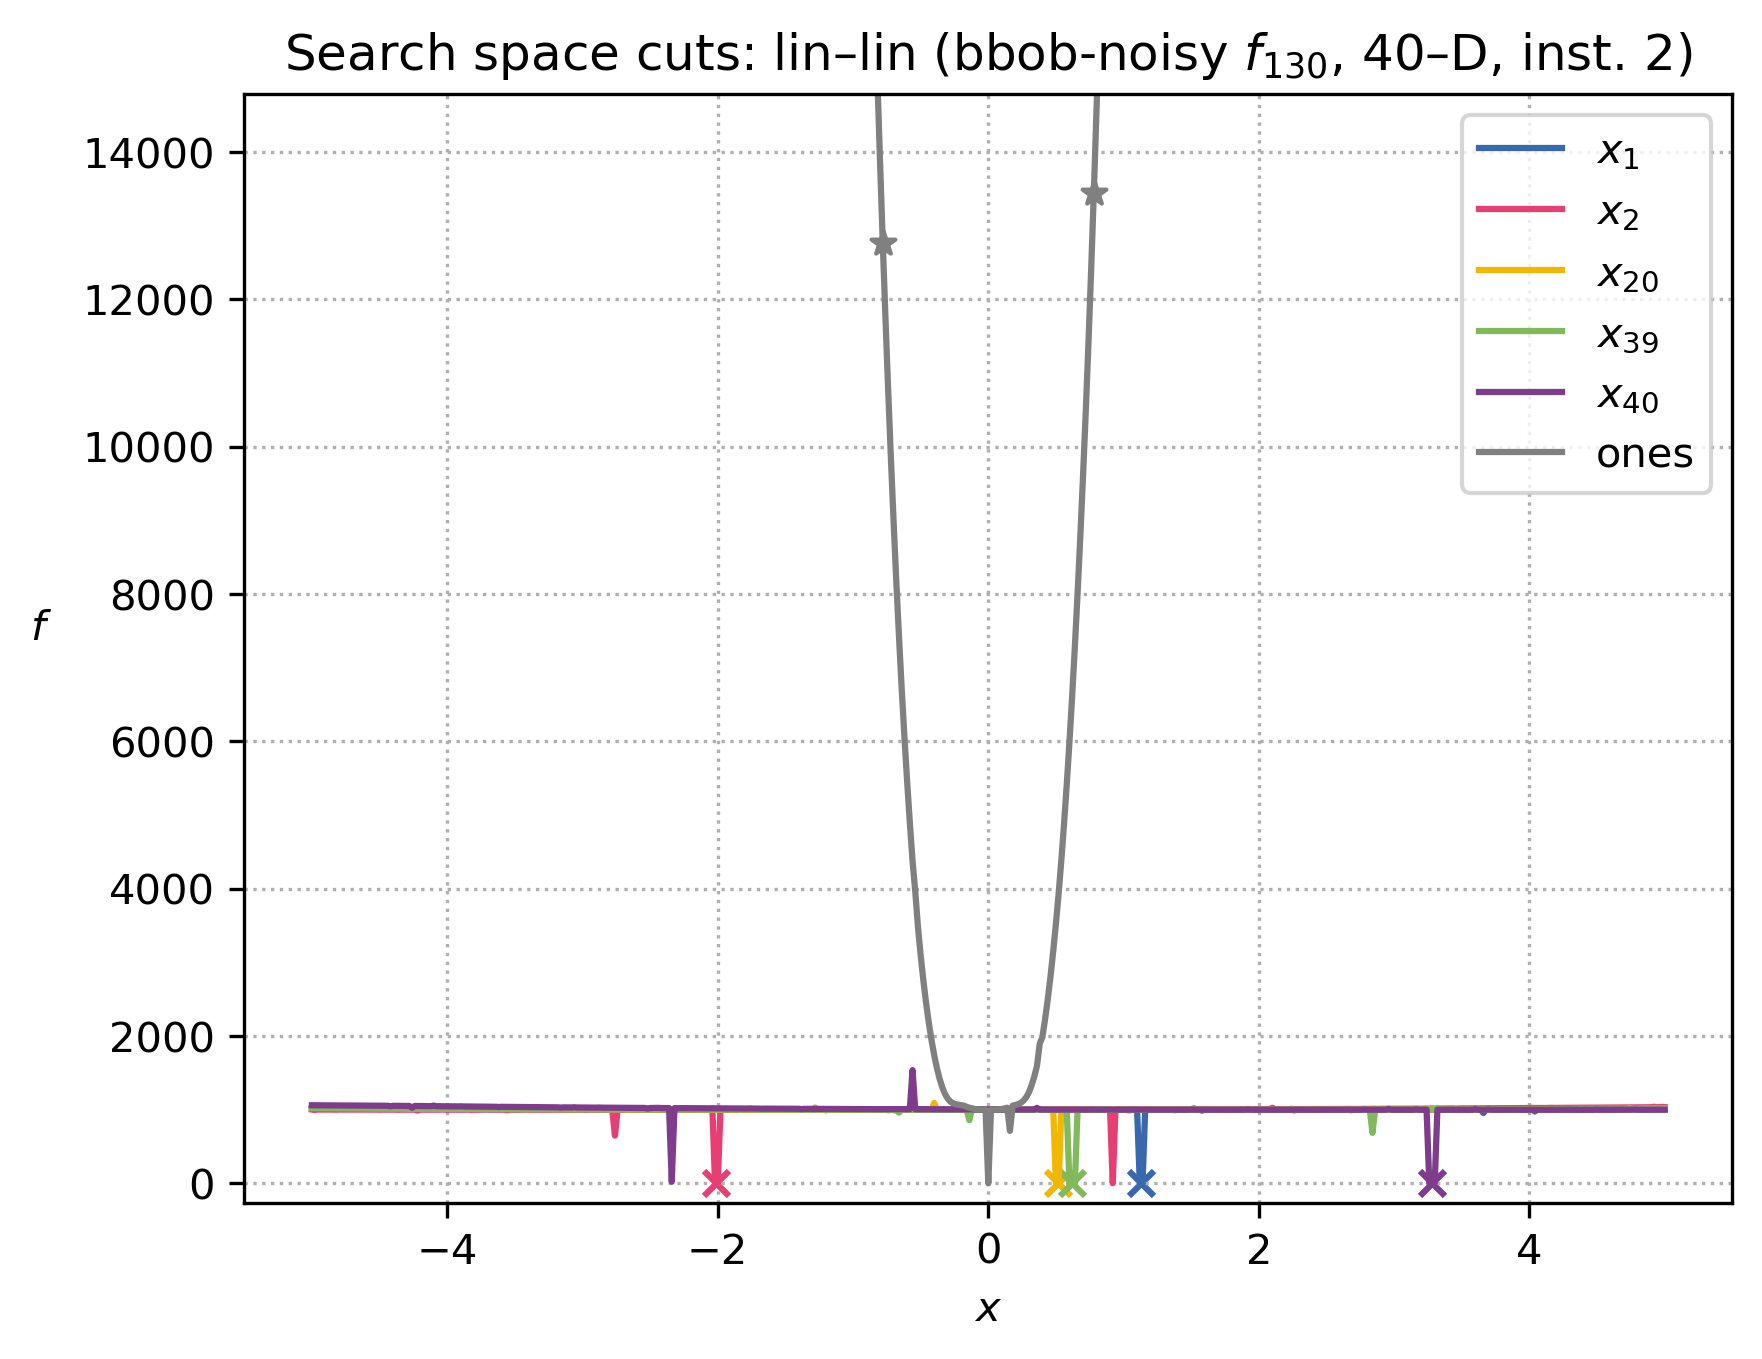 Search space cuts: lin–lin (bbob-noisy f₁₃₀, 40–D, inst. 2)
14000
12000
10000
8000
6000
4000
2000
0
f
−4 −2 0 2 4
x
x₁
x₂
x₂₀
x₃₉
x₄₀
ones